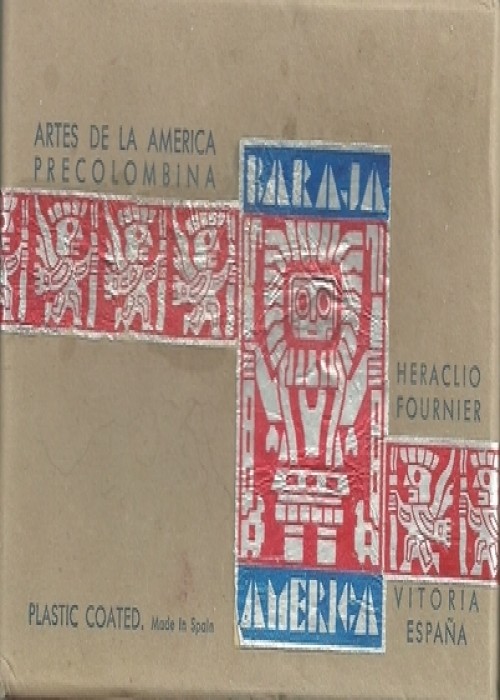 ARTES DE LA AMERICA
PRECOLOMBINA
BARAJA
HERACLIO
FOURNIER
AMERICA
PLASTIC COATED. Made in Spain
VITORIA
ESPAÑA